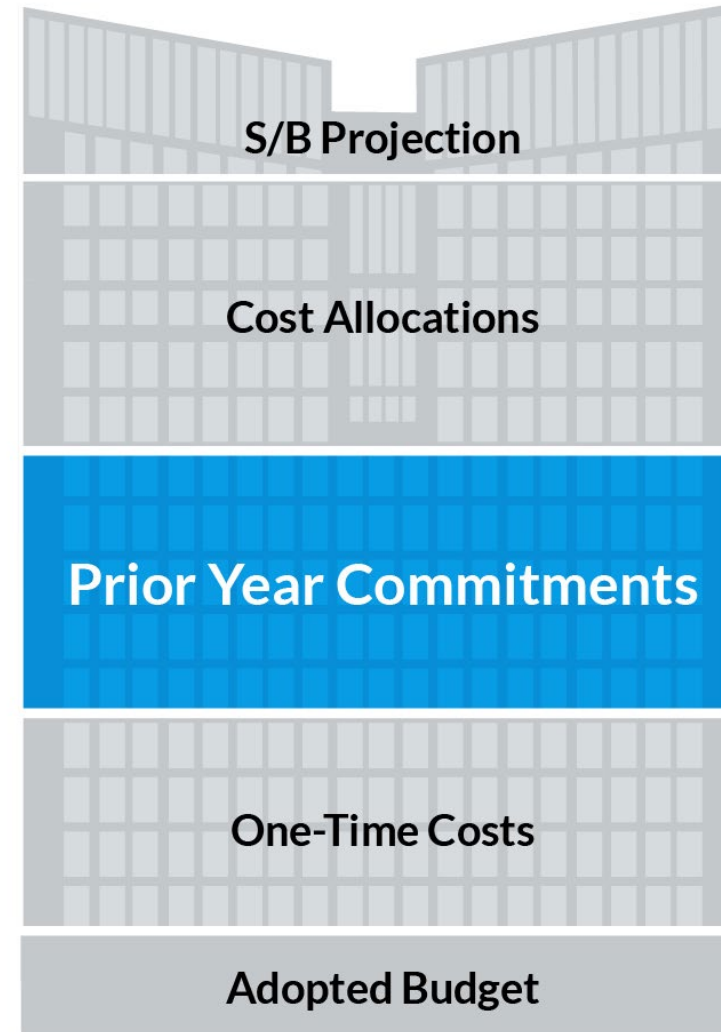 S/B Projection
Cost Allocations
Prior Year Commitments
One-Time Costs
Adopted Budget